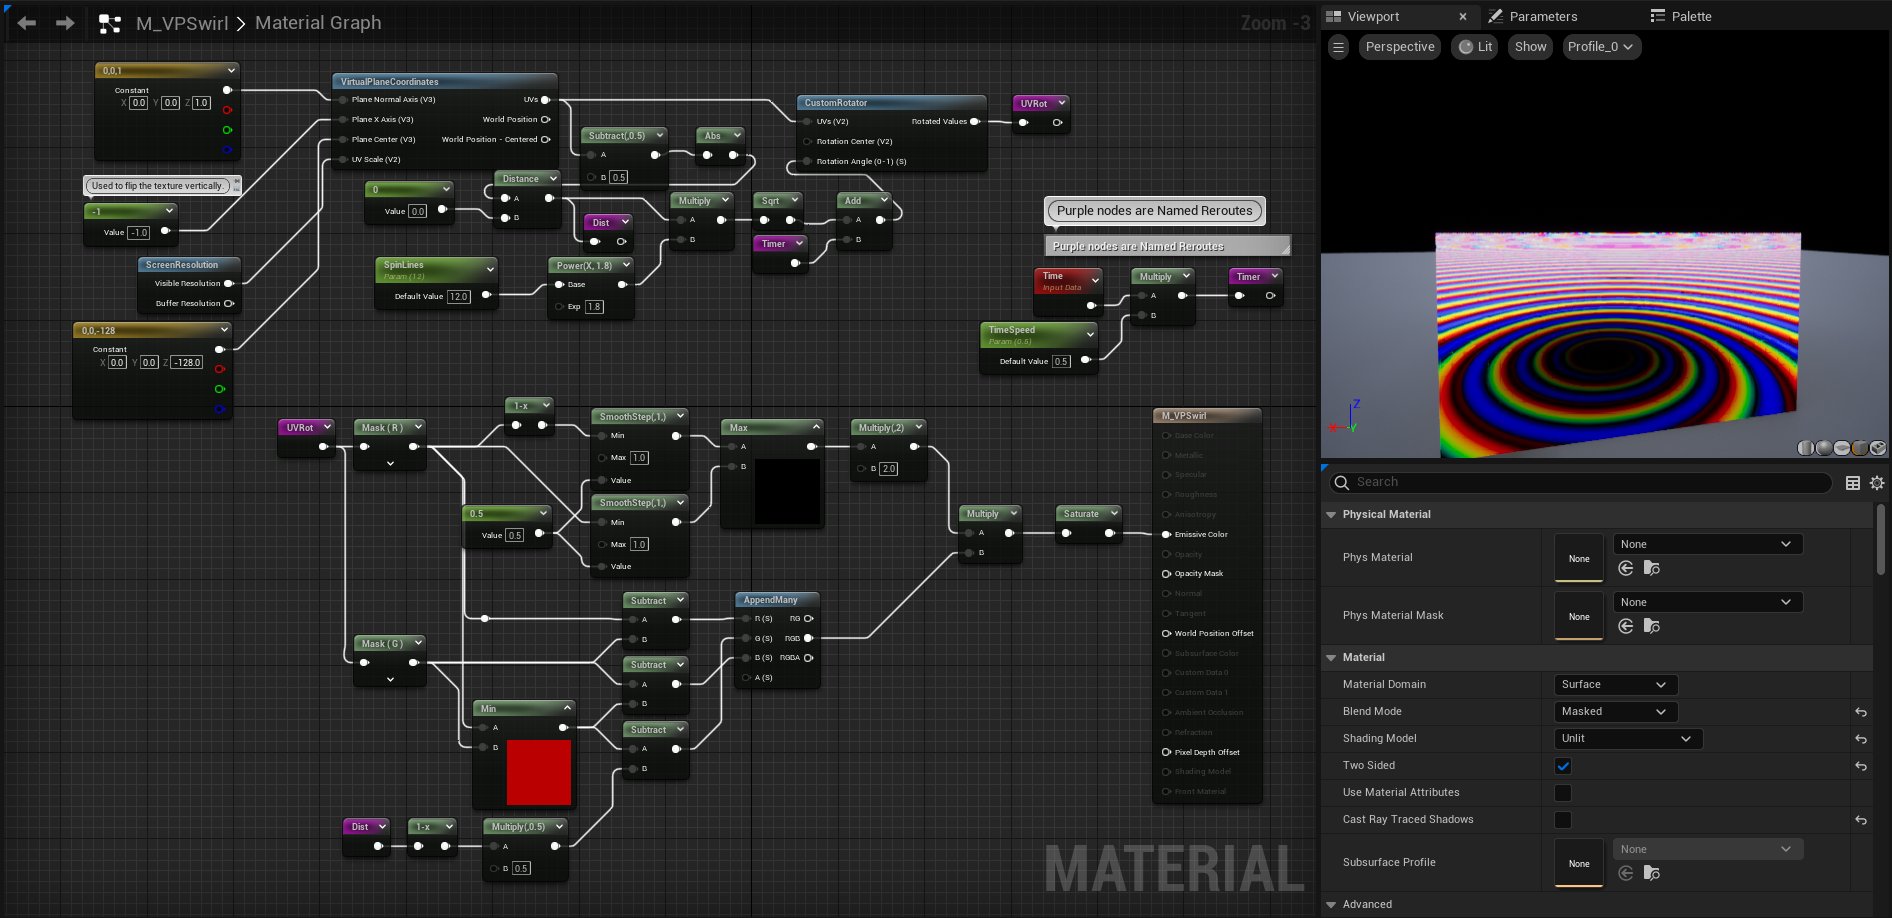 M_VPSwirl > Material Graph
Zoom -3
0,0,1
Constant
X 0.0 Y 0.0 Z 1.0
VirtualPlaneCoordinates
Plane Normal Axis (V3) UVs
Plane X Axis (V3) World Position
Plane Center (V3) World Position - Centered
UV Scale (V2)
Subtract(,0.5)
A
B 0.5
Abs
CustomRotator
UVs (V2) Rotated Values
Rotation Center (V2)
Rotation Angle (0-1) (S)
UVRot
Used to flip the texture vertically.
-1
Value -1.0
0
Value 0.0
Distance
A
B
Dist
Multiply
A
B
Sqrt
Timer
Add
A
B
ScreenResolution
Visible Resolution
Buffer Resolution
SpinLines
Param (12)
Default Value 12.0
Power(X, 1.8)
Base
Exp 1.8
Purple nodes are Named Reroutes
Purple nodes are Named Reroutes
Time
Input Data
Multiply
A
B
Timer
TimeSpeed
Param (0.5)
Default Value 0.5
0,0,-128
Constant
X 0.0 Y 0.0 Z -128.0
UVRot
Mask ( R )
1-x
SmoothStep(,1,)
Min
Max 1.0
Value
SmoothStep(,1,)
Min
Max 1.0
Value
0.5
Value 0.5
Max
A
B
Multiply(,2)
A
B 2.0
Multiply
A
B
Saturate
Mask ( G )
Subtract
A
B
Subtract
A
B
Subtract
A
B
AppendMany
R (S) RG
G (S) RGB
B (S) RGBA
A (S)
Min
A
B
Dist
1-x
Multiply(,0.5)
A
B 0.5
M_VPSwirl
Base Color
Metallic
Specular
Roughness
Anisotropy
Emissive Color
Opacity
Opacity Mask
Normal
Tangent
World Position Offset
Subsurface Color
Custom Data 0
Custom Data 1
Ambient Occlusion
Refraction
Pixel Depth Offset
Shading Model
Front Material
MATERIAL
Viewport
Parameters
Palette
Perspective
Lit
Show
Profile_0
Z
X
Y
Search
Physical Material
Phys Material
None
None
Phys Material Mask
None
None
Material
Material Domain Surface
Blend Mode Masked
Shading Model Unlit
Two Sided
Use Material Attributes
Cast Ray Traced Shadows
Subsurface Profile
None
None
Advanced